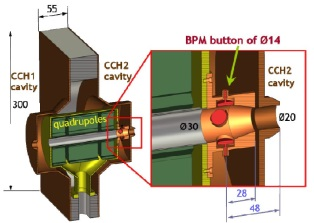 55
BPM button of Ø14
CCH1
cavity
CCH2
cavity
CCH2
cavity
300
quadrupoles
Ø30
Ø20
28
48